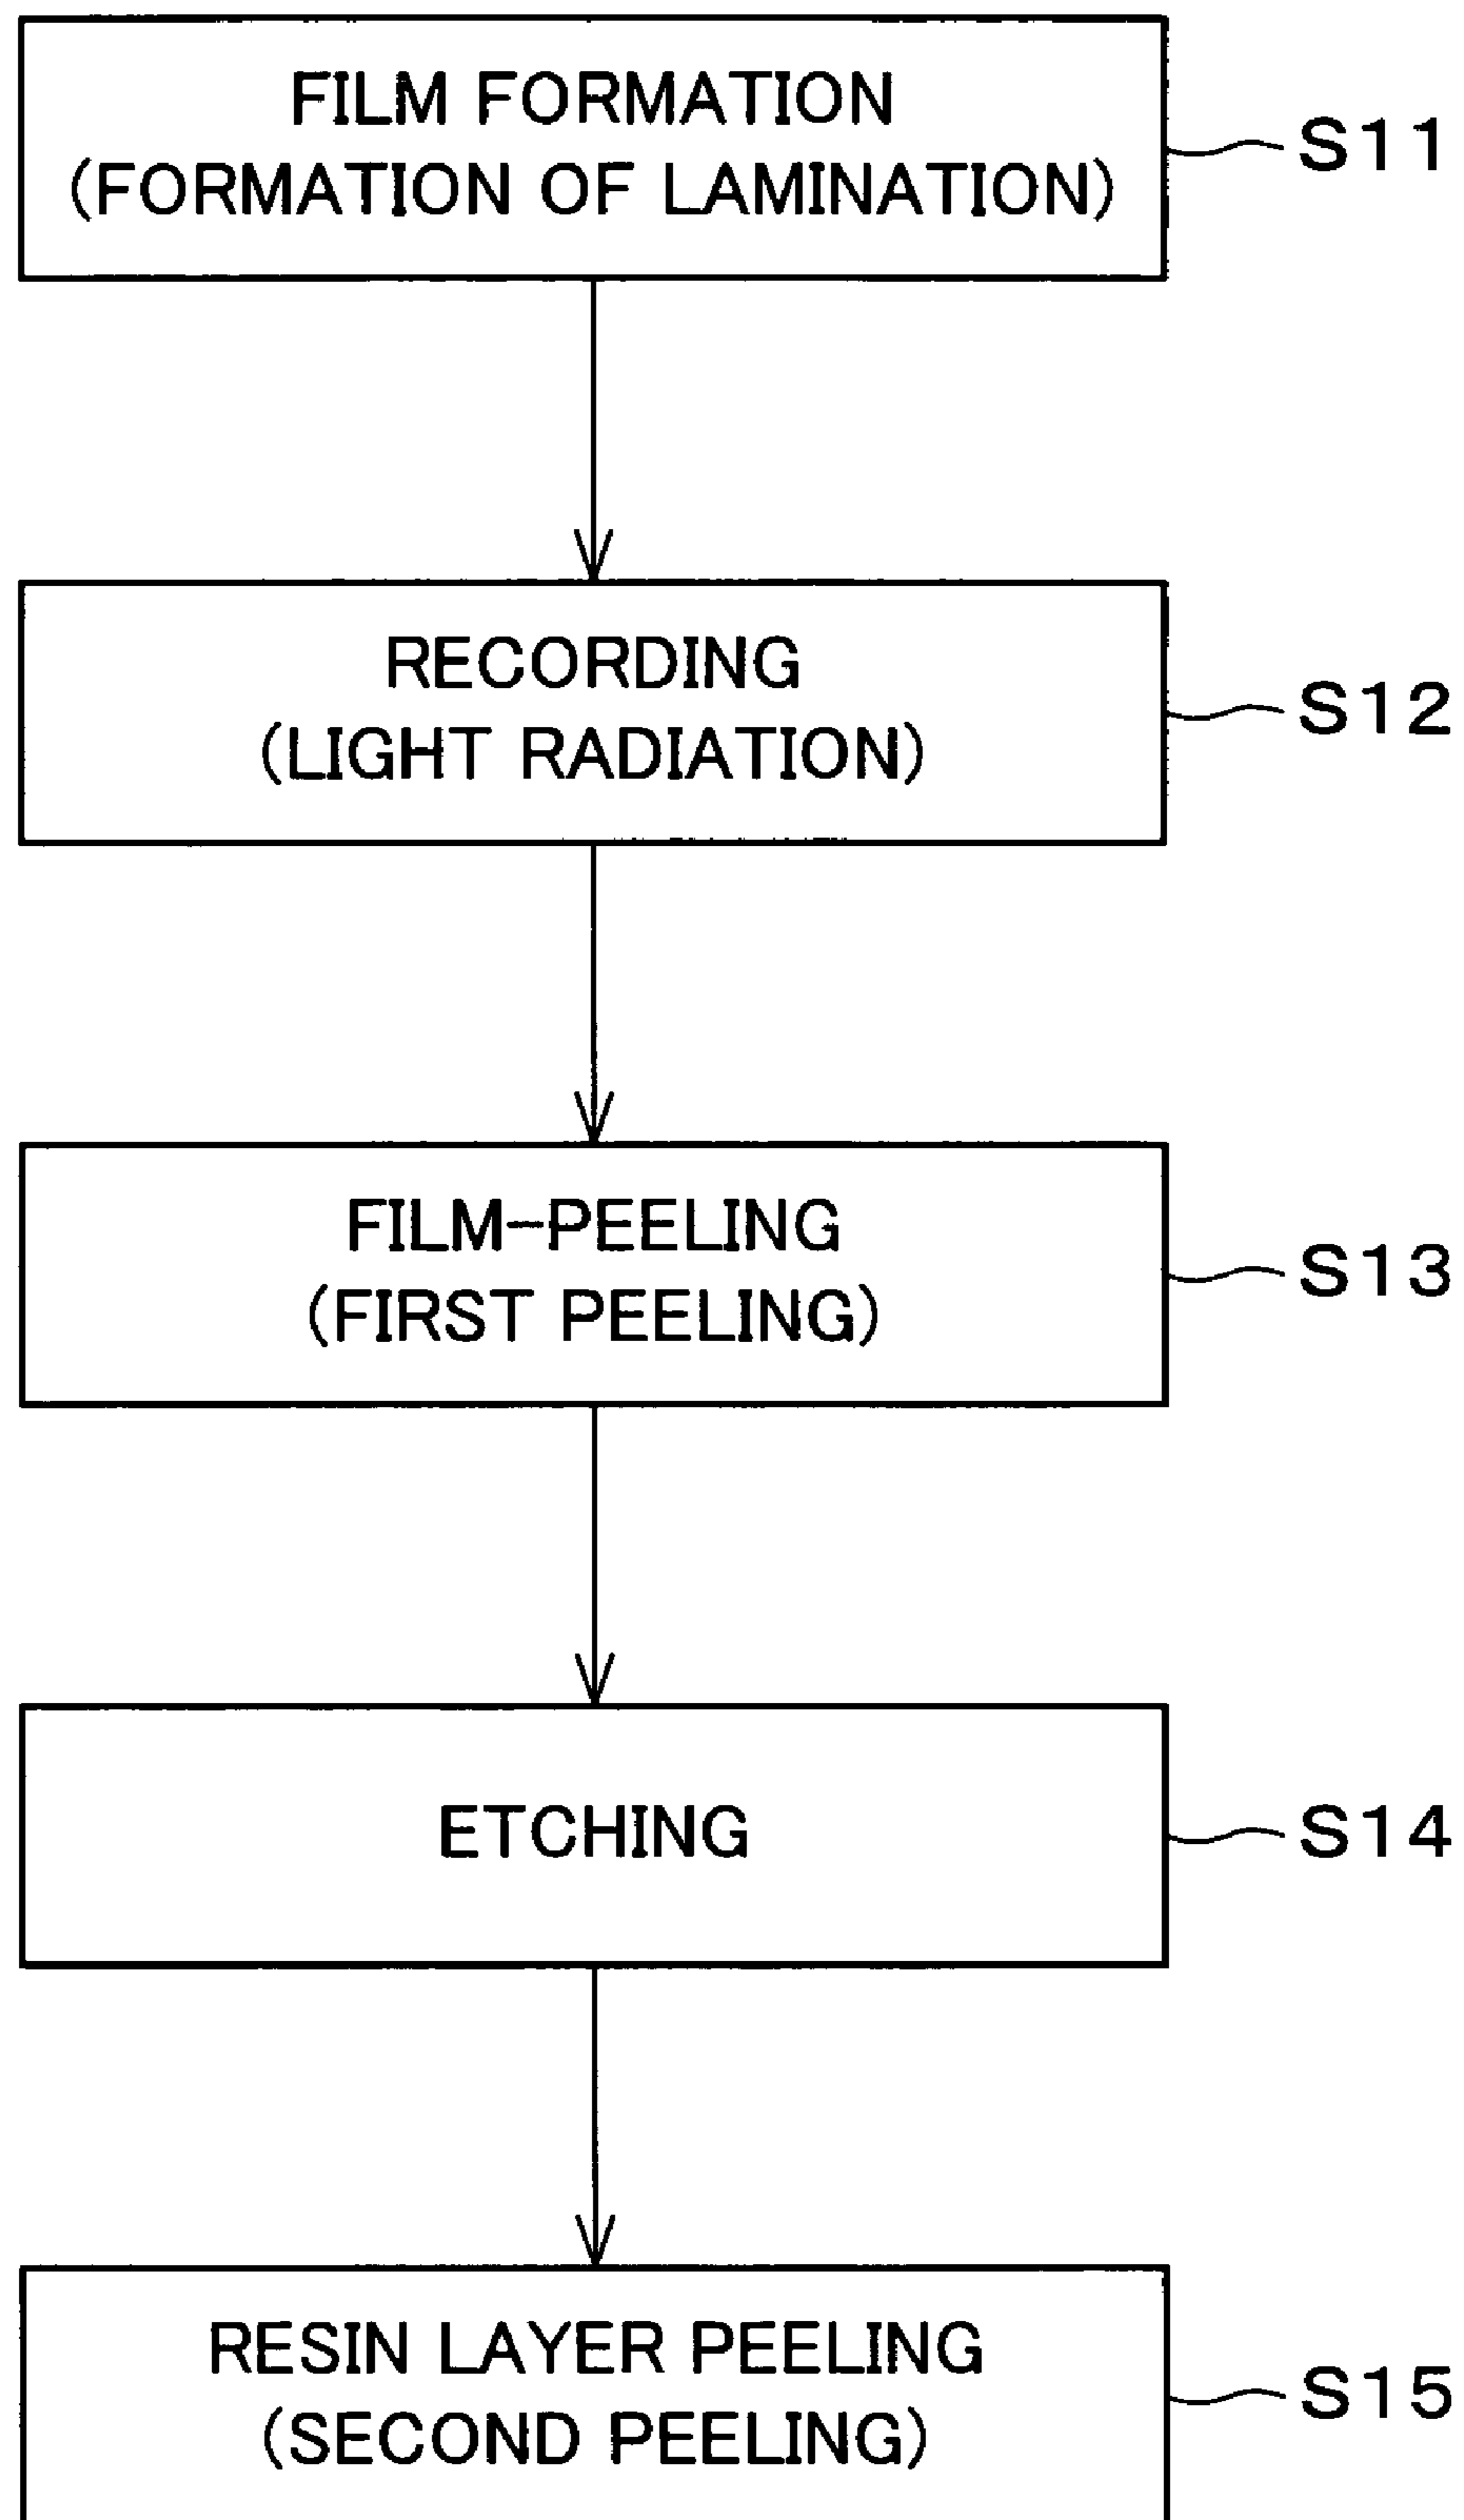 FILM FORMATION
(FORMATION OF LAMINATION)
S11
RECORDING
(LIGHT RADIATION)
S12
FILM-PEELING
(FIRST PEELING)
S13
ETCHING
S14
RESIN LAYER PEELING
(SECOND PEELING)
S15